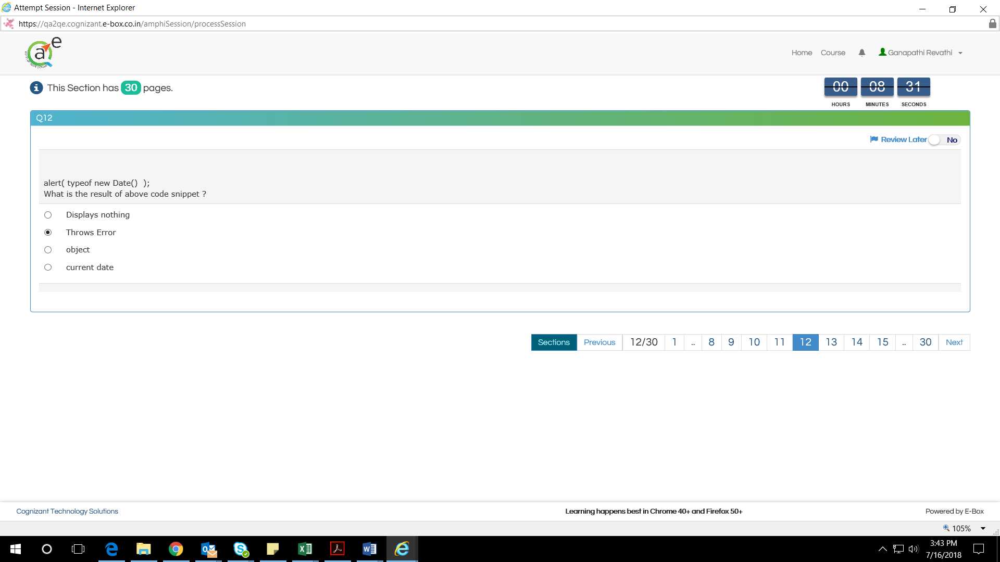 Attempt Session - Internet Explorer
https://qa2qe.cognizant.e-box.co.in/amphiSession/processSession
a e
Home Course Ganapathi Revathi
This Section has 30 pages.
00 08 31
HOURS MINUTES SECONDS
Q12
Review Later No
alert( typeof new Date()  );
What is the result of above code snippet ?
Displays nothing
Throws Error
object
current date
Sections Previous 12/30 1 .. 8 9 10 11 12 13 14 15 .. 30 Next
Cognizant Technology Solutions Learning happens best in Chrome 40+ and Firefox 50+ Powered by E-Box
105%
3:43 PM
7/16/2018